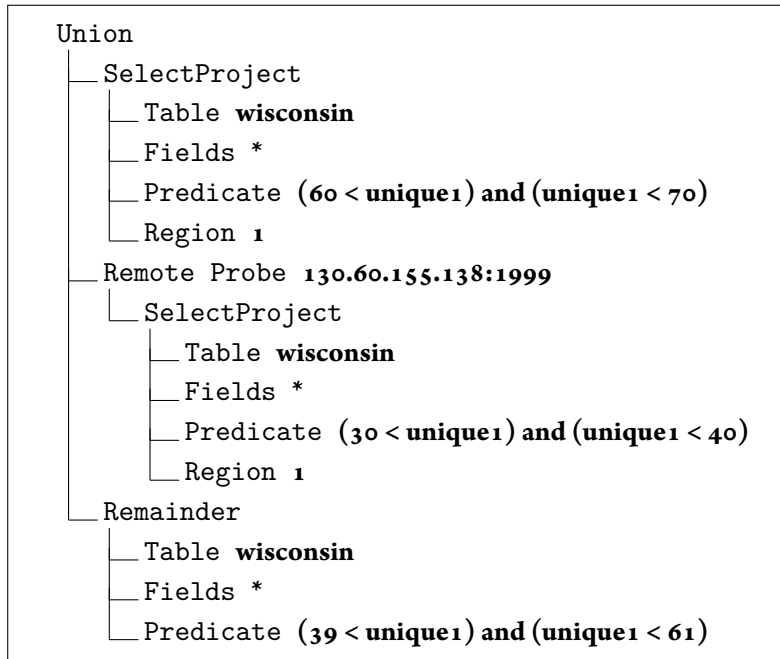 Union
SelectProject
Table wisconsin
Fields *
Predicate (60 < unique1) and (unique1 < 70)
Region 1
Remote Probe 130.60.155.138:1999
SelectProject
Table wisconsin
Fields *
Predicate (30 < unique1) and (unique1 < 40)
Region 1
Remainder
Table wisconsin
Fields *
Predicate (39 < unique1) and (unique1 < 61)